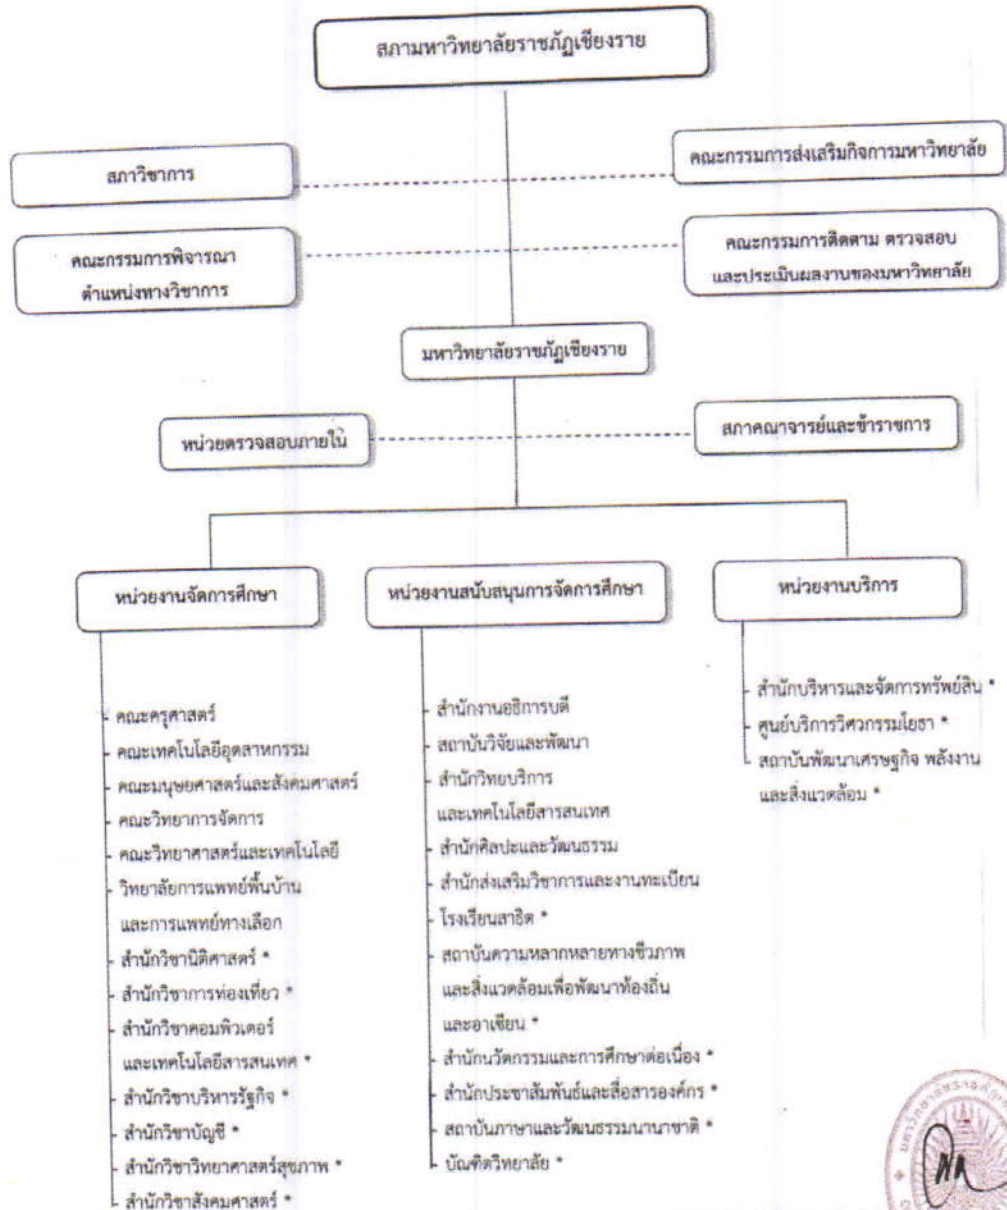 สภามหาวิทยาลัยราชภัฏเชียงราย
สภาวิชาการ
คณะกรรมการส่งเสริมกิจการมหาวิทยาลัย
คณะกรรมการพิจารณา
ตำแหน่งทางวิชาการ
คณะกรรมการติดตาม ตรวจสอบ
และประเมินผลงานของมหาวิทยาลัย
มหาวิทยาลัยราชภัฏเชียงราย
หน่วยตรวจสอบภายใน
สภาคณาจารย์และข้าราชการ
หน่วยงานจัดการศึกษา
คณะครุศาสตร์
คณะเทคโนโลยีอุตสาหกรรม
คณะมนุษยศาสตร์และสังคมศาสตร์
คณะวิทยาการจัดการ
คณะวิทยาศาสตร์และเทคโนโลยี
วิทยาลัยการแพทย์พื้นบ้าน
และการแพทย์ทางเลือก
สำนักวิชานิติศาสตร์ *
สำนักวิชาการท่องเที่ยว *
สำนักวิชาคอมพิวเตอร์
และเทคโนโลยีสารสนเทศ *
สำนักวิชาบริหารรัฐกิจ *
สำนักวิชาบัญชี *
สำนักวิชาวิทยาศาสตร์สุขภาพ *
สำนักวิชาสังคมศาสตร์ *
หน่วยงานสนับสนุนการจัดการศึกษา
สำนักงานอธิการบดี
สถาบันวิจัยและพัฒนา
สำนักวิทยบริการ
และเทคโนโลยีสารสนเทศ
สำนักศิลปะและวัฒนธรรม
สำนักส่งเสริมวิชาการและงานทะเบียน
โรงเรียนสาธิต *
สถาบันความหลากหลายทางชีวภาพ
และสิ่งแวดล้อมเพื่อพัฒนาท้องถิ่น
และอาเซียน *
สำนักนวัตกรรมและการศึกษาต่อเนื่อง *
สำนักประชาสัมพันธ์และสื่อสารองค์กร *
สถาบันภาษาและวัฒนธรรมนานาชาติ *
บัณฑิตวิทยาลัย *
หน่วยงานบริการ
สำนักบริหารและจัดการทรัพย์สิน *
ศูนย์บริการวิศวกรรมโยธา *
สถาบันพัฒนาเศรษฐกิจ พลังงาน
และสิ่งแวดล้อม *